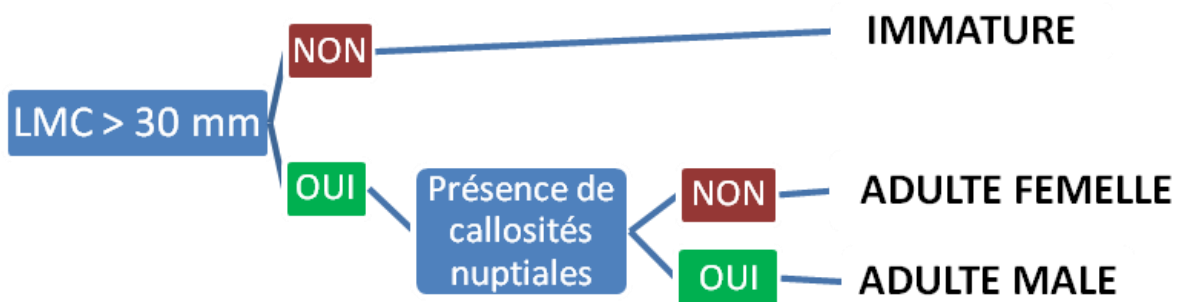 IMMATURE
NON
LMC > 30 mm
OUI
Présence de
callosités
nuptiales
NON
ADULTE FEMELLE
OUI
ADULTE MALE